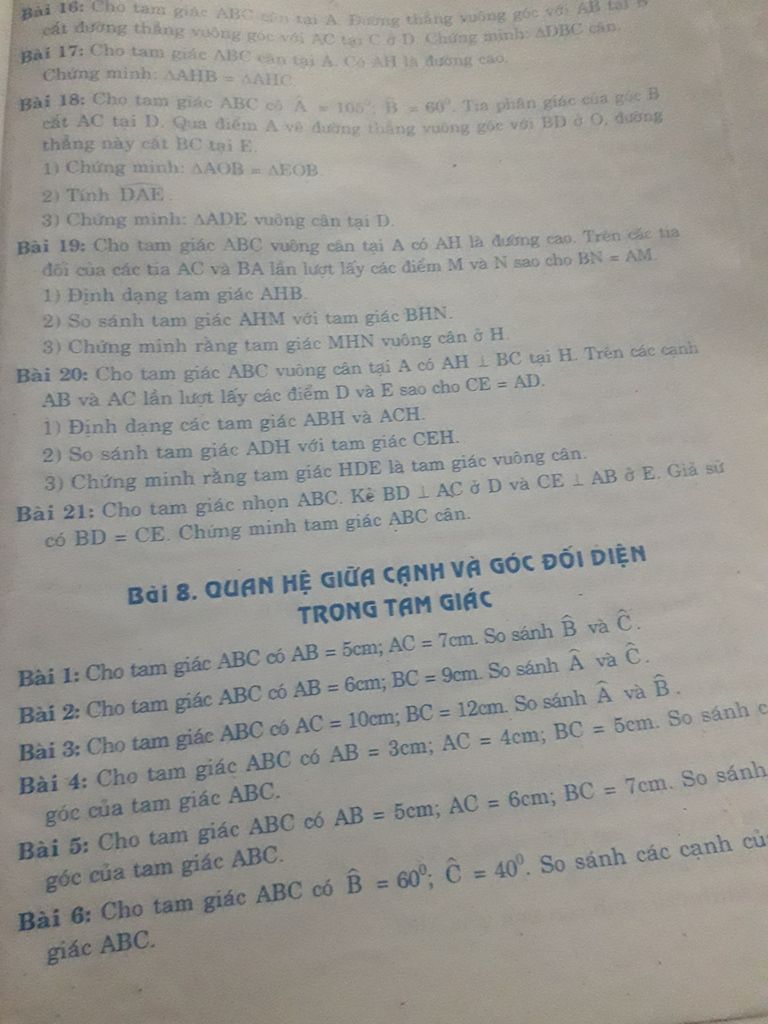 Bài 16: Cho tam giác ABC cân tại A. Đường thẳng vuông góc với AB tại B
cắt đường thẳng vuông góc với AC tại C ở D. Chứng minh: ΔDBC cân.
Bài 17: Cho tam giác ABC cân tại A. Có AH là đường cao.
Chứng minh: ΔAHB = ΔAHC.
Bài 18: Cho tam giác ABC có Â = 105⁰; B̂ = 60⁰. Tia phân giác của góc B
cắt AC tại D. Qua điểm A vẽ đường thẳng vuông góc với BD ở O, đường
thẳng này cắt BC tại E.
1) Chứng minh: ΔAOB = ΔEOB.
2) Tính DAE.
3) Chứng minh: ΔADE vuông cân tại D.
Bài 19: Cho tam giác ABC vuông cân tại A có AH là đường cao. Trên các tia
đối của các tia AC và BA lần lượt lấy các điểm M và N sao cho BN = AM.
1) Định dạng tam giác AHB.
2) So sánh tam giác AHM với tam giác BHN.
3) Chứng minh rằng tam giác MHN vuông cân ở H.
Bài 20: Cho tam giác ABC vuông cân tại A có AH ⊥ BC tại H. Trên các cạnh
AB và AC lần lượt lấy các điểm D và E sao cho CE = AD.
1) Định dạng các tam giác ABH và ACH.
2) So sánh tam giác ADH với tam giác CEH.
3) Chứng minh rằng tam giác HDE là tam giác vuông cân.
Bài 21: Cho tam giác nhọn ABC. Kẻ BD ⊥ AC ở D và CE ⊥ AB ở E. Giả sử
có BD = CE. Chứng minh tam giác ABC cân.
Bài 8. QUAN HỆ GIỮA CẠNH VÀ GÓC ĐỐI DIỆN
TRONG TAM GIÁC
Bài 1: Cho tam giác ABC có AB = 5cm; AC = 7cm. So sánh B̂ và Ĉ.
Bài 2: Cho tam giác ABC có AB = 6cm; BC = 9cm. So sánh Â và Ĉ.
Bài 3: Cho tam giác ABC có AC = 10cm; BC = 12cm. So sánh Â và B̂.
Bài 4: Cho tam giác ABC có AB = 3cm; AC = 4cm; BC = 5cm. So sánh
góc của tam giác ABC.
Bài 5: Cho tam giác ABC có AB = 5cm; AC = 6cm; BC = 7cm. So sánh
góc của tam giác ABC.
Bài 6: Cho tam giác ABC có B̂ = 60⁰; Ĉ = 40⁰. So sánh các cạnh
giác ABC.